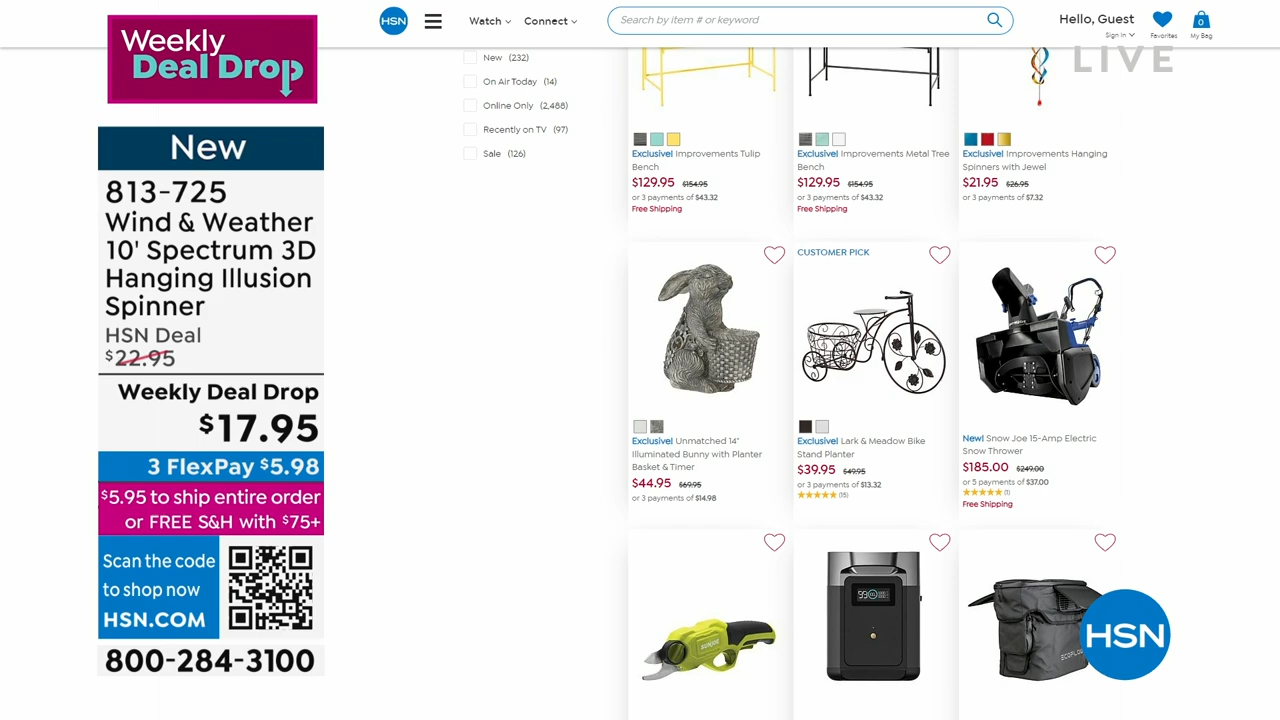 Weekly
Deal Drop
New
813-725
Wind & Weather
10' Spectrum 3D
Hanging Illusion
Spinner
HSN Deal
$22.95
Weekly Deal Drop
$17.95
3 FlexPay $5.98
$5.95 to ship entire order
or FREE S&H with $75+
Scan the code
to shop now
HSN.COM
800-284-3100
HSN
Watch
Connect
Search by item # or keyword
Hello, Guest
Sign In
Favorites
0
My Bag
LIVE
New (232)
On Air Today (14)
Online Only (2,488)
Recently on TV (97)
Sale (126)
Exclusive! Improvements Tulip
Bench
$129.95 $154.95
or 3 payments of $43.32
Free Shipping
Exclusive! Improvements Metal Tree
Bench
$129.95 $154.95
or 3 payments of $43.32
Free Shipping
Exclusive! Improvements Hanging
Spinners with Jewel
$21.95 $26.95
or 3 payments of $7.32
Exclusive! Unmatched 14"
Illuminated Bunny with Planter
Basket & Timer
$44.95 $69.95
or 3 payments of $14.98
CUSTOMER PICK
Exclusive! Lark & Meadow Bike
Stand Planter
$39.95 $49.95
or 3 payments of $13.32
(15)
New! Snow Joe 15-Amp Electric
Snow Thrower
$185.00 $249.00
or 5 payments of $37.00
(1)
Free Shipping
SUNJOE
99
HSN